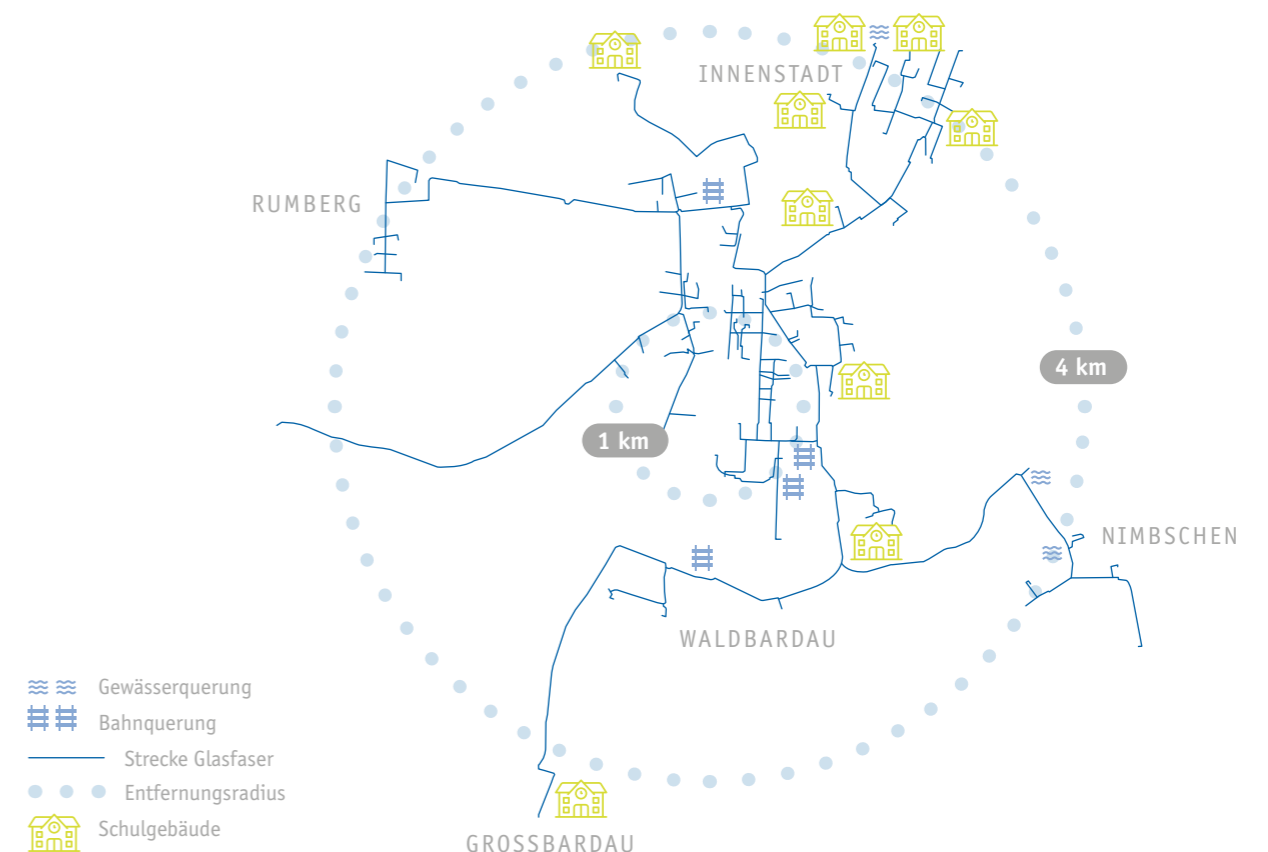 INNENSTADT
RUMBERG
4 km
1 km
NIMBSCHEN
WALDBARDAU
Gewässerquerung
Bahnquerung
Strecke Glasfaser
Entfernungsradius
Schulgebäude
GROSSBARDAU